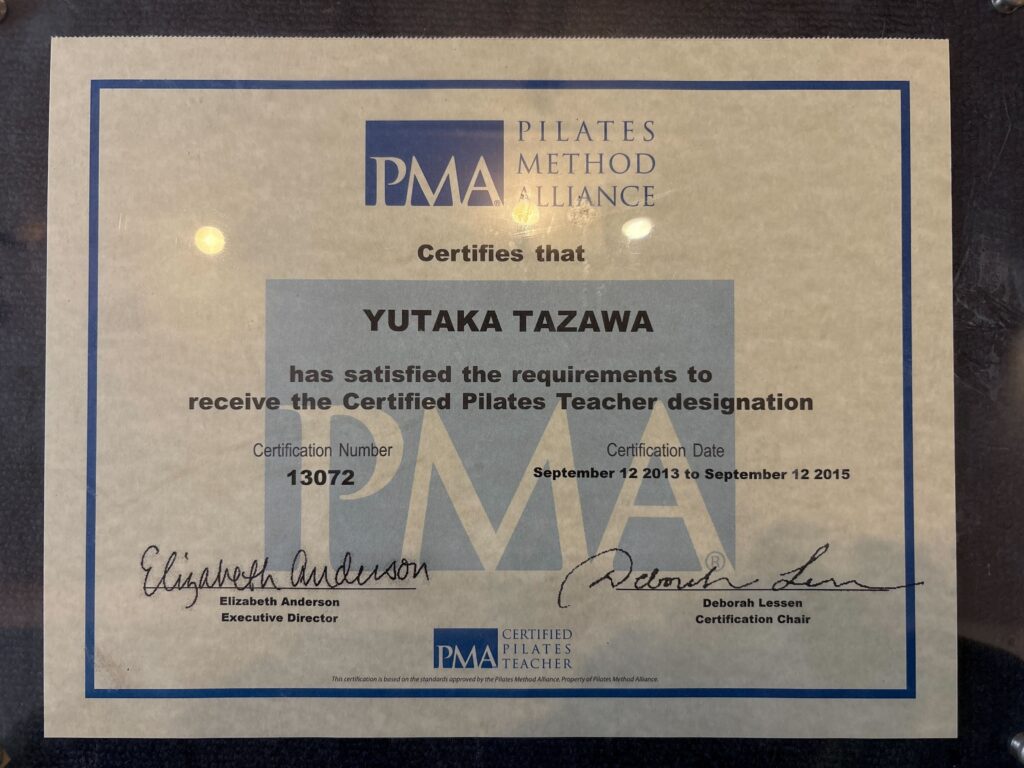 PMA
PILATES
METHOD
ALLIANCE
Certifies that
YUTAKA TAZAWA
has satisfied the requirements to
receive the Certified Pilates Teacher designation
PMA®
Certification Number
13072
Certification Date
September 12 2013 to September 12 2015
Elizabeth Anderson
Elizabeth Anderson
Executive Director
Deborah Lessen
Deborah Lessen
Certification Chair
PMA
CERTIFIED
PILATES
TEACHER
This certification is based on the standards approved by the Pilates Method Alliance. Property of Pilates Method Alliance.